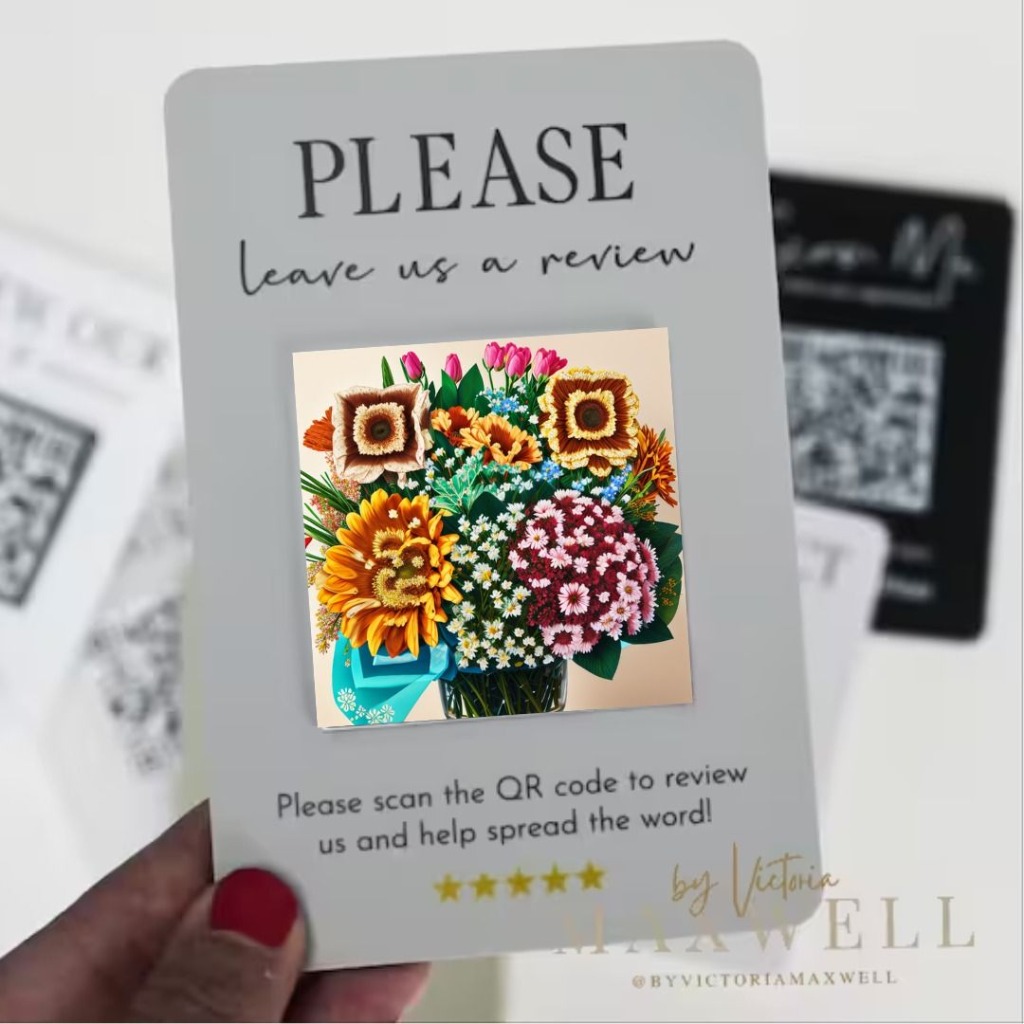 PLEASE
leave us a review
Please scan the QR code to review
us and help spread the word!
by Victoria
MAXWELL
@BYVICTORIAMAXWELL